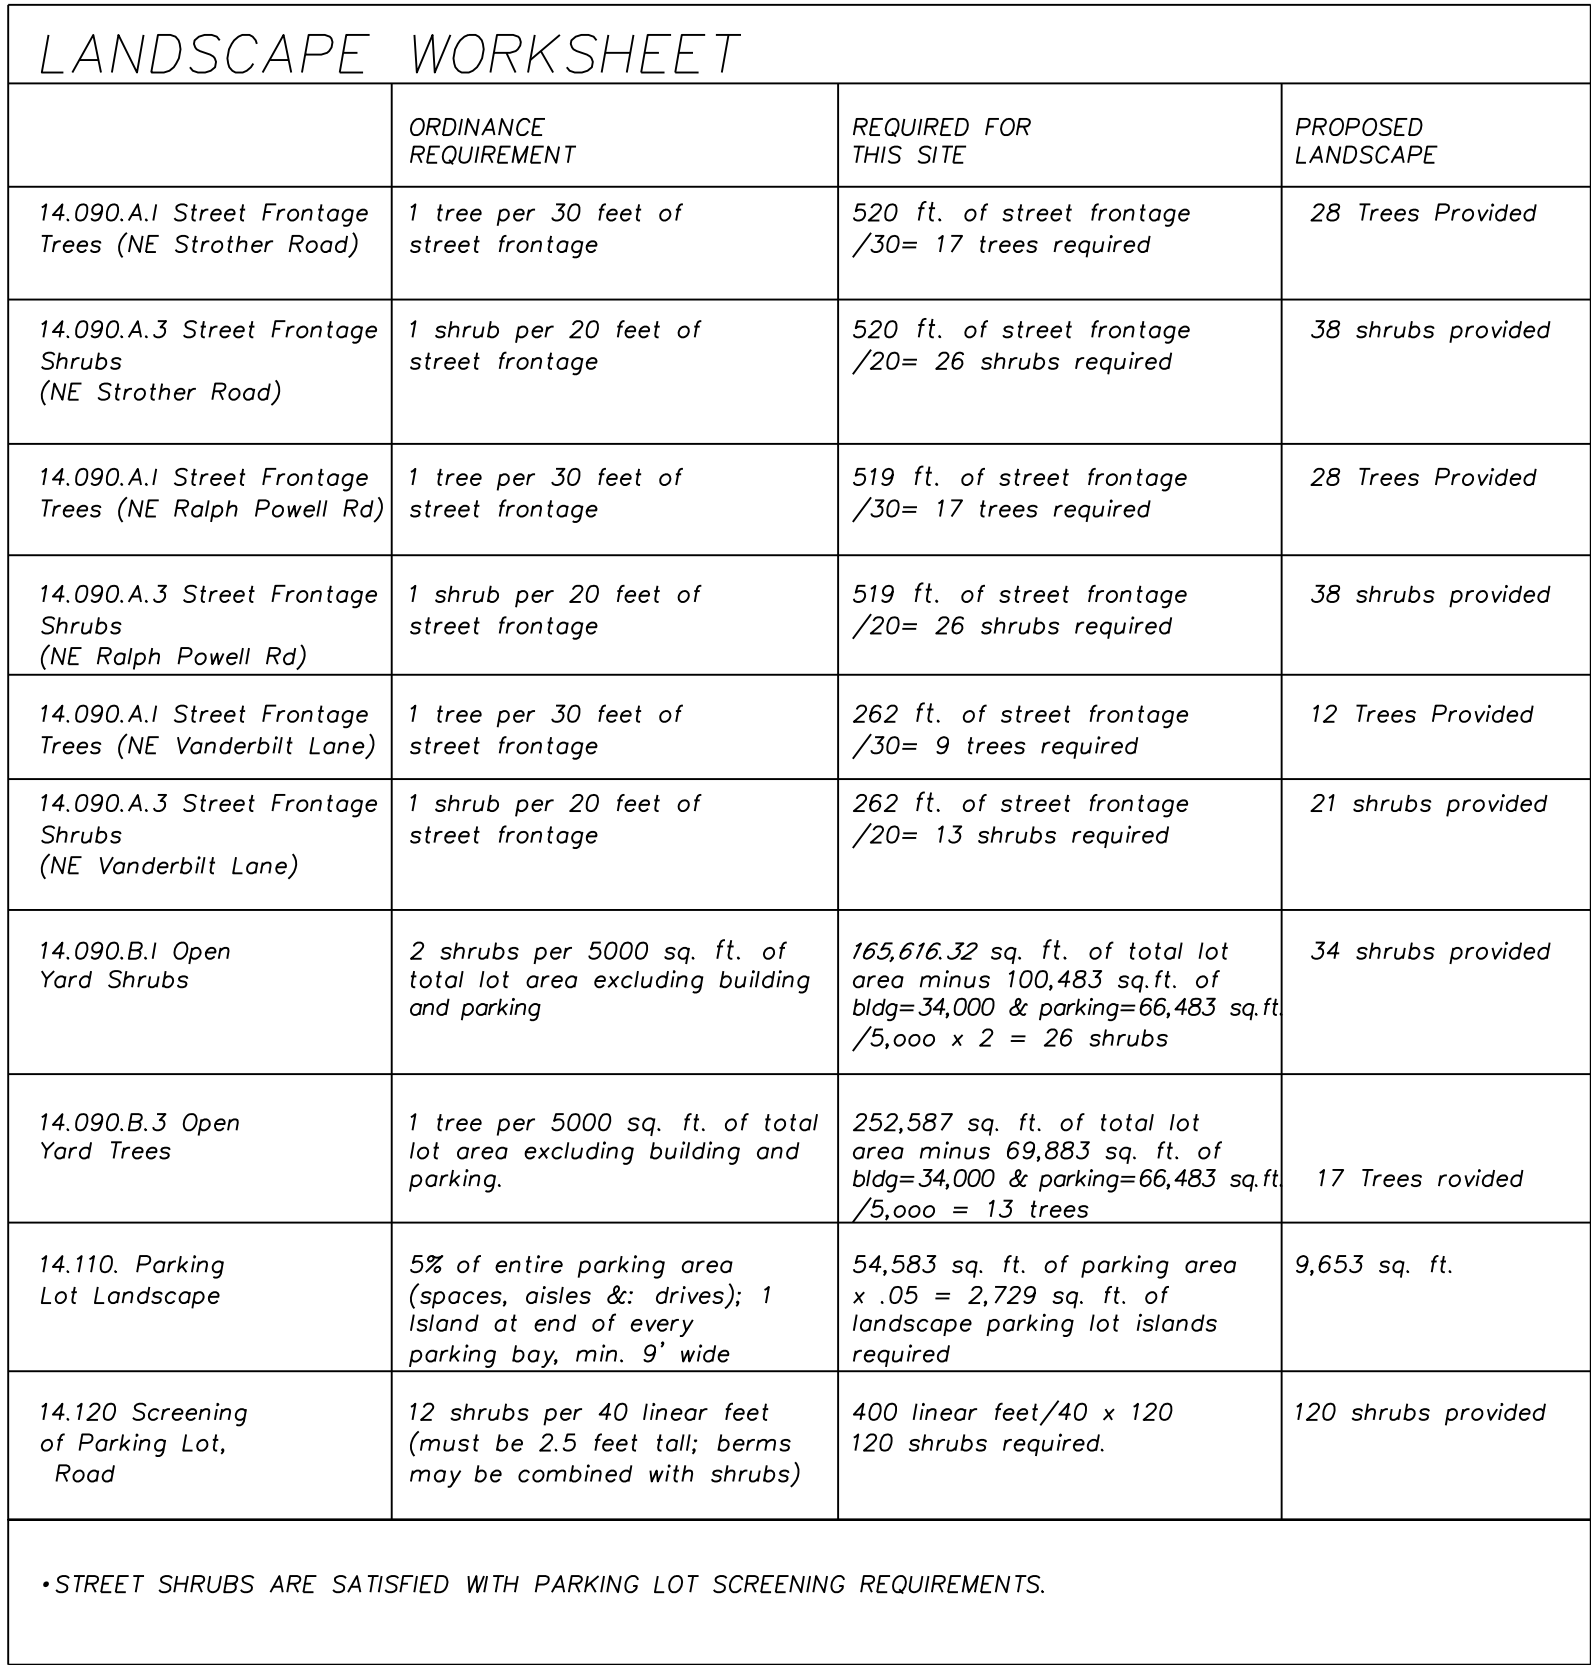 LANDSCAPE WORKSHEET
ORDINANCE
REQUIREMENT
REQUIRED FOR
THIS SITE
PROPOSED
LANDSCAPE
14.090.A.1 Street Frontage
Trees (NE Strother Road)
1 tree per 30 feet of
street frontage
520 ft. of street frontage
/30= 17 trees required
28 Trees Provided
14.090.A.3 Street Frontage
Shrubs
(NE Strother Road)
1 shrub per 20 feet of
street frontage
520 ft. of street frontage
/20= 26 shrubs required
38 shrubs provided
14.090.A.1 Street Frontage
Trees (NE Ralph Powell Rd)
1 tree per 30 feet of
street frontage
519 ft. of street frontage
/30= 17 trees required
28 Trees Provided
14.090.A.3 Street Frontage
Shrubs
(NE Ralph Powell Rd)
1 shrub per 20 feet of
street frontage
519 ft. of street frontage
/20= 26 shrubs required
38 shrubs provided
14.090.A.1 Street Frontage
Trees (NE Vanderbilt Lane)
1 tree per 30 feet of
street frontage
262 ft. of street frontage
/30= 9 trees required
12 Trees Provided
14.090.A.3 Street Frontage
Shrubs
(NE Vanderbilt Lane)
1 shrub per 20 feet of
street frontage
262 ft. of street frontage
/20= 13 shrubs required
21 shrubs provided
14.090.B.1 Open
Yard Shrubs
2 shrubs per 5000 sq. ft. of
total lot area excluding building
and parking
165,616.32 sq. ft. of total lot
area minus 100,483 sq.ft. of
bldg=34,000 & parking=66,483 sq.ft.
/5,ooo x 2 = 26 shrubs
34 shrubs provided
14.090.B.3 Open
Yard Trees
1 tree per 5000 sq. ft. of total
lot area excluding building and
parking.
252,587 sq. ft. of total lot
area minus 69,883 sq. ft. of
bldg=34,000 & parking=66,483 sq.ft.
/5,ooo = 13 trees
17 Trees rovided
14.110. Parking
Lot Landscape
5% of entire parking area
(spaces, aisles &: drives); 1
Island at end of every
parking bay, min. 9' wide
54,583 sq. ft. of parking area
x .05 = 2,729 sq. ft. of
landscape parking lot islands
required
9,653 sq. ft.
14.120 Screening
of Parking Lot,
Road
12 shrubs per 40 linear feet
(must be 2.5 feet tall; berms
may be combined with shrubs)
400 linear feet/40 x 120
120 shrubs required.
120 shrubs provided
•STREET SHRUBS ARE SATISFIED WITH PARKING LOT SCREENING REQUIREMENTS.